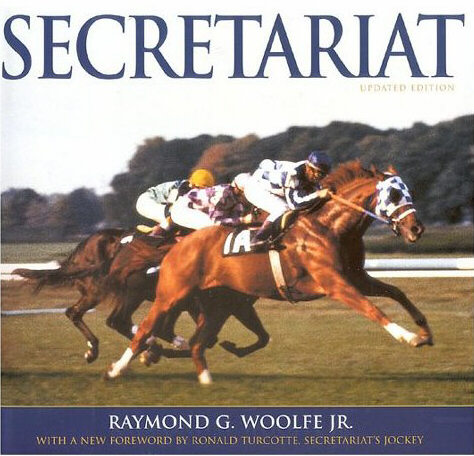 SECRETARIAT
UPDATED EDITION
1A
RAYMOND G. WOOLFE JR.
WITH A NEW FOREWORD BY RONALD TURCOTTE, SECRETARIAT'S JOCKEY